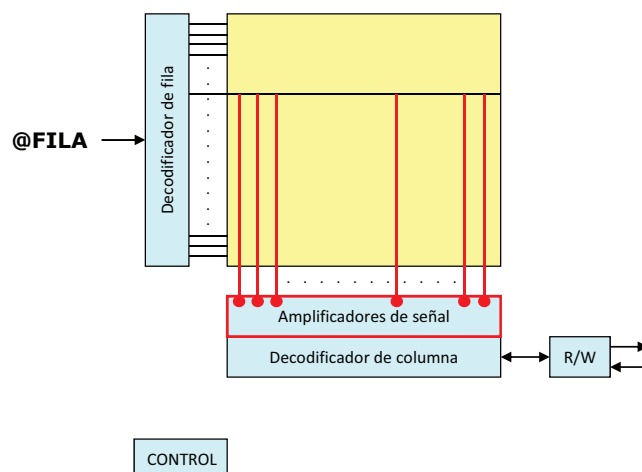 Decodificador de fila
@FILA
Amplificadores de señal
Decodificador de columna
R/W
CONTROL